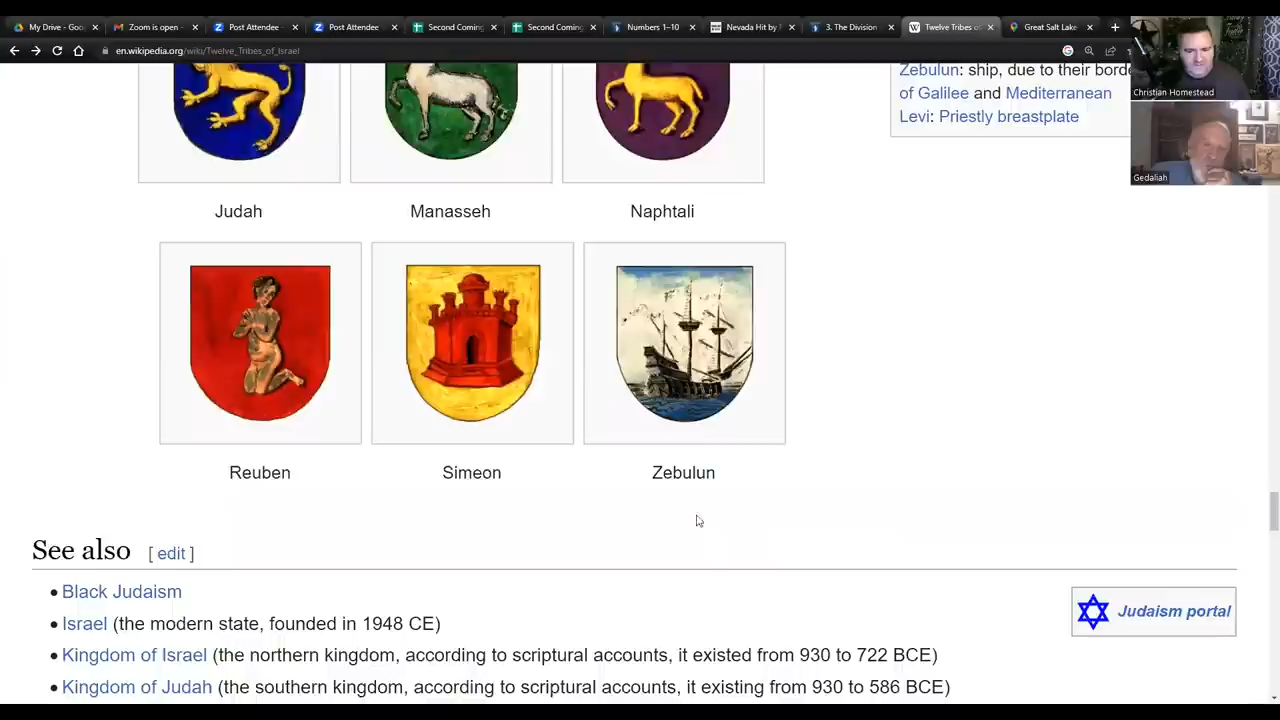 My Drive - Goo
Zoom is open -
Post Attendee -
Post Attendee -
Second Coming
Second Coming
Numbers 1–10
Nevada Hit by
3. The Division
Twelve Tribes o
Great Salt Lake
en.wikipedia.org/wiki/Twelve_Tribes_of_Israel
Zebulun: ship, due to their borde
of Galilee and Mediterranean
Levi: Priestly breastplate
Christian Homestead
Gedaliah
Judah
Manasseh
Naphtali
Reuben
Simeon
Zebulun
See also [ edit ]
• Black Judaism
• Israel (the modern state, founded in 1948 CE)
Judaism portal
• Kingdom of Israel (the northern kingdom, according to scriptural accounts, it existed from 930 to 722 BCE)
• Kingdom of Judah (the southern kingdom, according to scriptural accounts, it existing from 930 to 586 BCE)